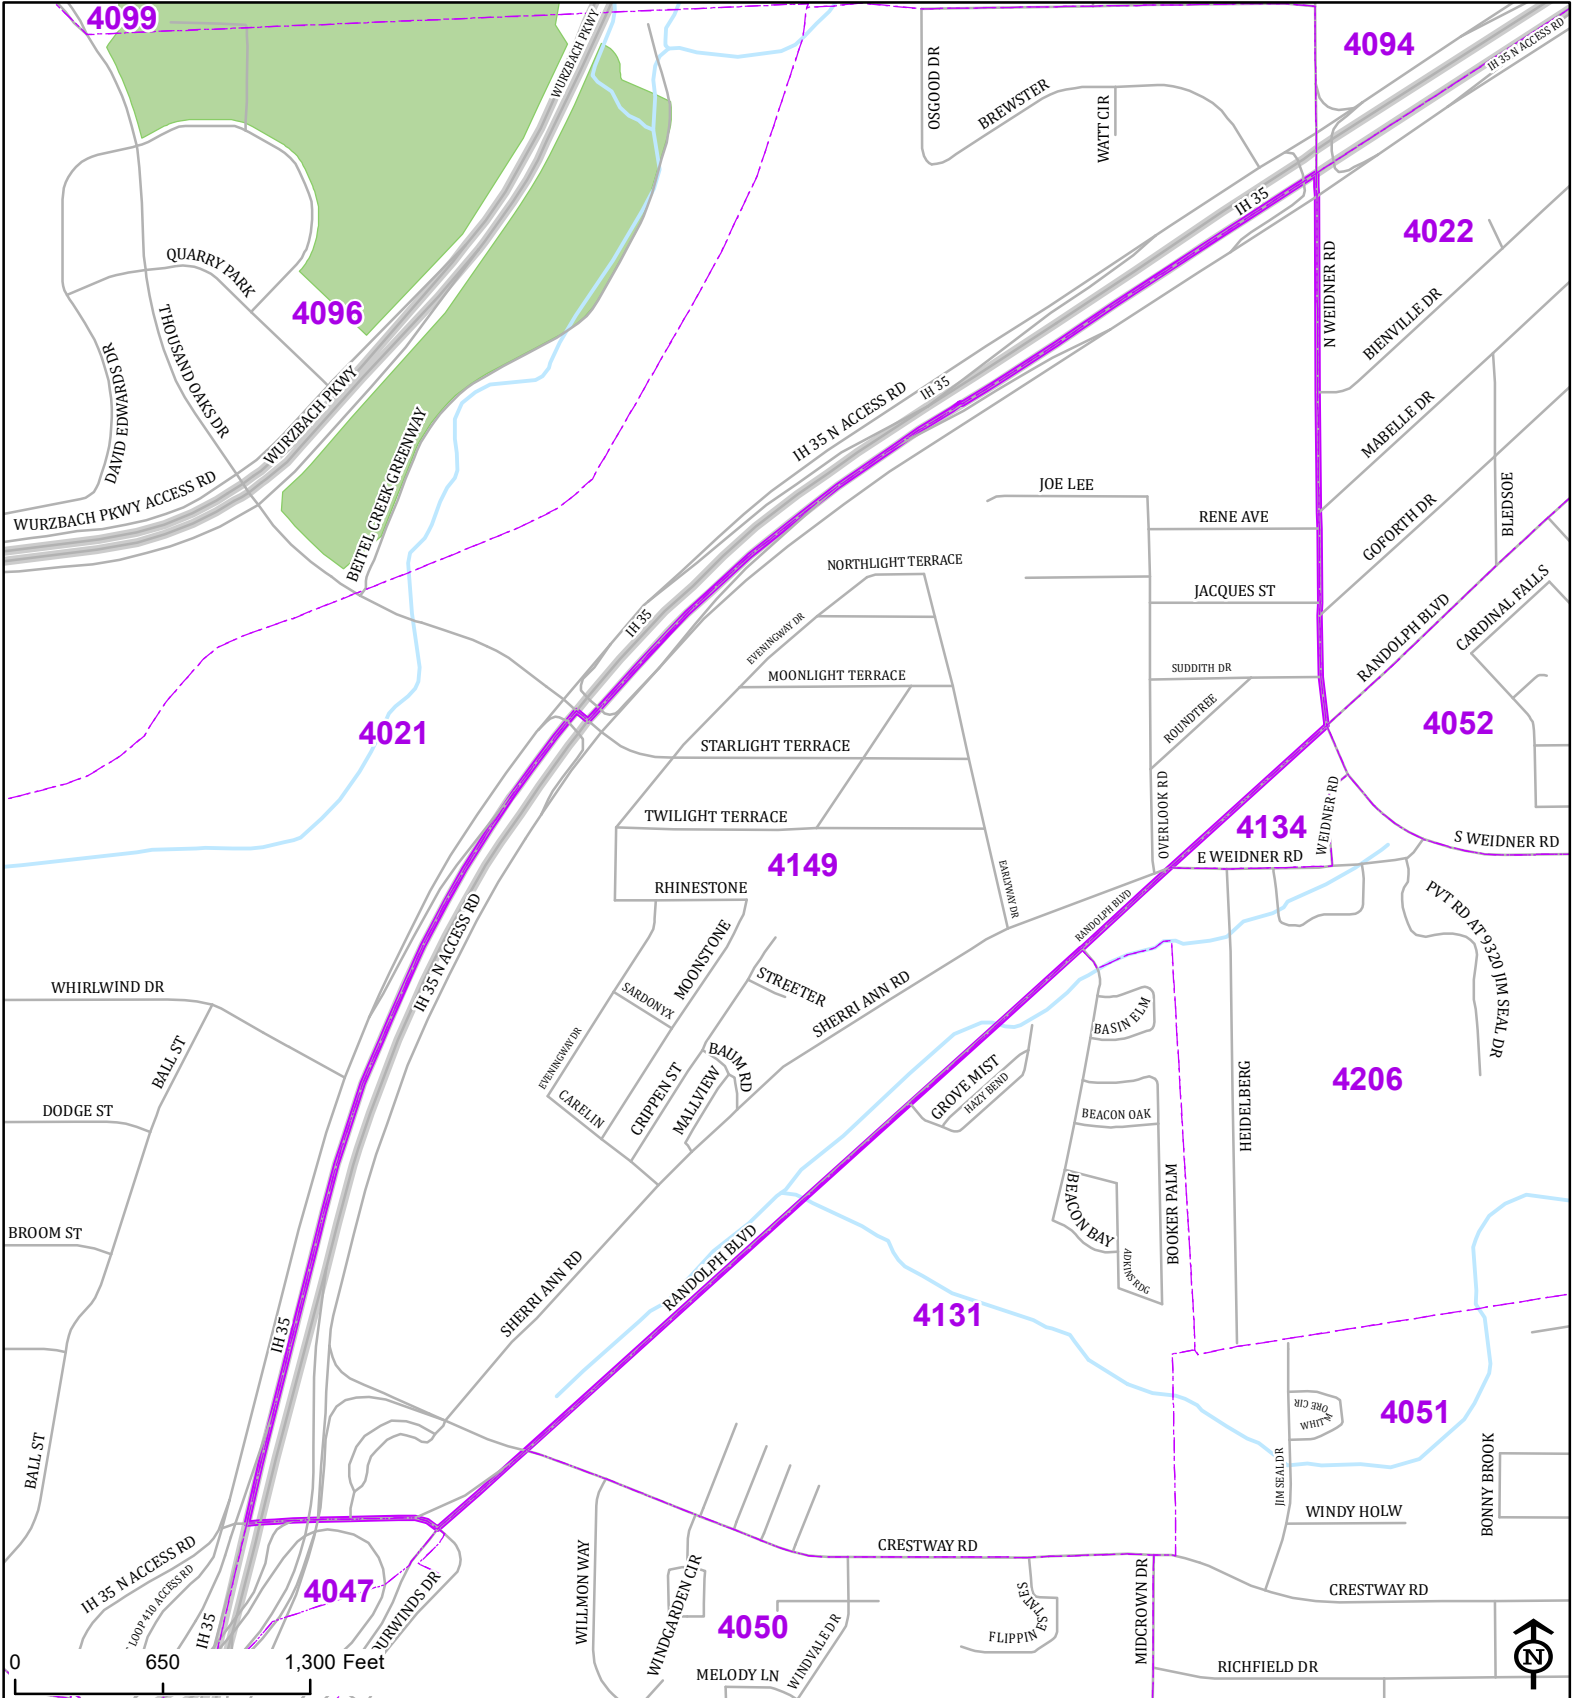 4099
WURZBACH PKWY
4094
IH 35 N ACCESS RD
OSGOOD DR
BREWSTER
WATT CIR
IH 35
4022
QUARRY PARK
4096
N WEIDNER RD
BIENVILLE DR
THOUSAND OAKS DR
DAVID EDWARDS DR
WURZBACH PKWY
IH 35
IH 35 N ACCESS RD
MABELLE DR
BEITEL CREEK GREENWAY
WURZBACH PKWY ACCESS RD
JOE LEE
RENE AVE
GOFORTH DR
BLEDSOE
NORTHLIGHT TERRACE
JACQUES ST
CARDINAL FALLS
IH 35
EVENINGWAY DR
RANDOLPH BLVD
MOONLIGHT TERRACE
SUDDITH DR
4021
ROUNDTREE
4052
STARLIGHT TERRACE
TWILIGHT TERRACE
OVERLOOK RD
4134
W EIDNER RD
S WEIDNER RD
4149
E WEIDNER RD
RHINESTONE
EARLYWAY DR
RANDOLPH BLVD
PVT RD AT 9320 JIM SEAL DR
IH 35 N ACCESS RD
MOONSTONE
STREETER
WHIRLWIND DR
SARDONYX
SHERRI ANN RD
BASIN ELM
BALL ST
EVENINGWAY DR
BAUM RD
GROVE MIST
HAZY BEND
4206
DODGE ST
CARELIN
CRIPPEN ST
MALLVIEW
BEACON OAK
HEIDELBERG
BROOM ST
BEACON BAY
BOOKER PALM
ADKINS RDG
RANDOLPH BLVD
SHERRI ANN RD
4131
IH 35
4051
WHITM
ORE CIR
BALL ST
JIM SEAL DR
BONNY BROOK
WINDY HOLW
CRESTWAY RD
IH 35 N ACCESS RD
LOOP 410 ACCESS RD
4047
WILLMON WAY
WINDGARDEN CIR
FLIPPIN ESTATES
MIDCROWN DR
CRESTWAY RD
IH 35
OURWINDS DR
4050
WINDVALE DR
MELODY LN
RICHFIELD DR
0 650 1,300 Feet
N